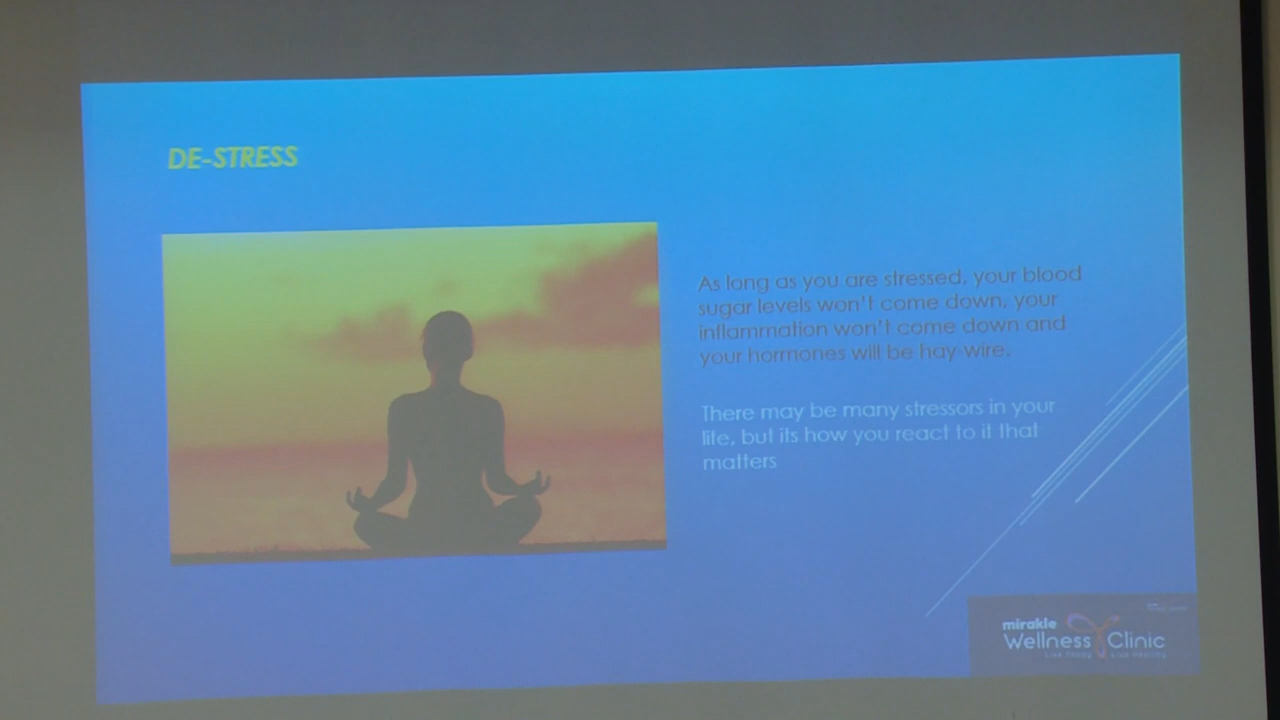 DE-STRESS
As long as you are stressed, your blood
sugar levels won't come down, your
inflammation won't come down and
your hormones will be hay-wire.
There may be many stressors in your
life, but its how you react to it that
matters
mirakle
Wellness Clinic